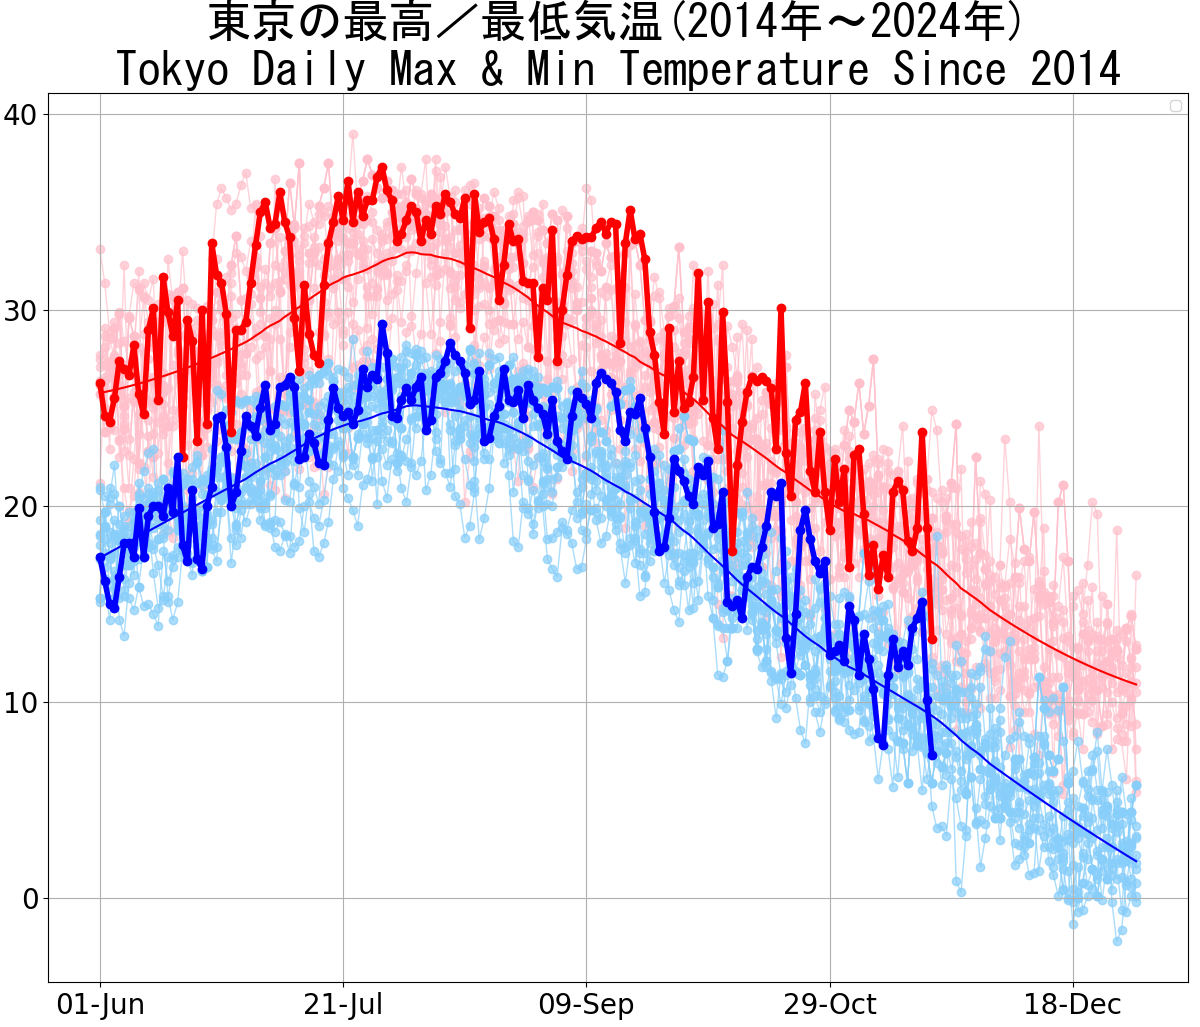 東京の最高／最低気温(2014年～2024年)
Tokyo Daily Max & Min Temperature Since 2014
40
30
20
10
0
01-Jun 21-Jul 09-Sep 29-Oct 18-Dec